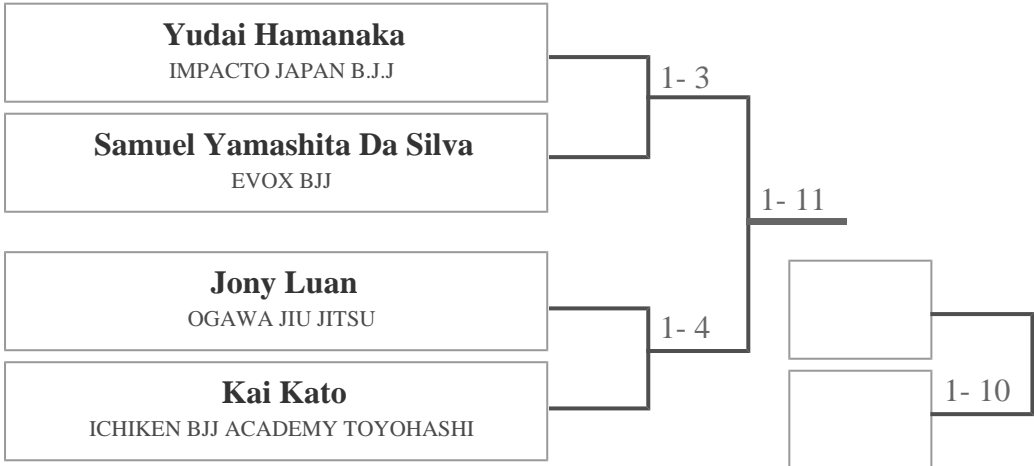 Yudai Hamanaka
IMPACTO JAPAN B.J.J
1- 3
Samuel Yamashita Da Silva
EVOX BJJ
1- 11
Jony Luan
OGAWA JIU JITSU
1- 4
Kai Kato
ICHIKEN BJJ ACADEMY TOYOHASHI
1- 10